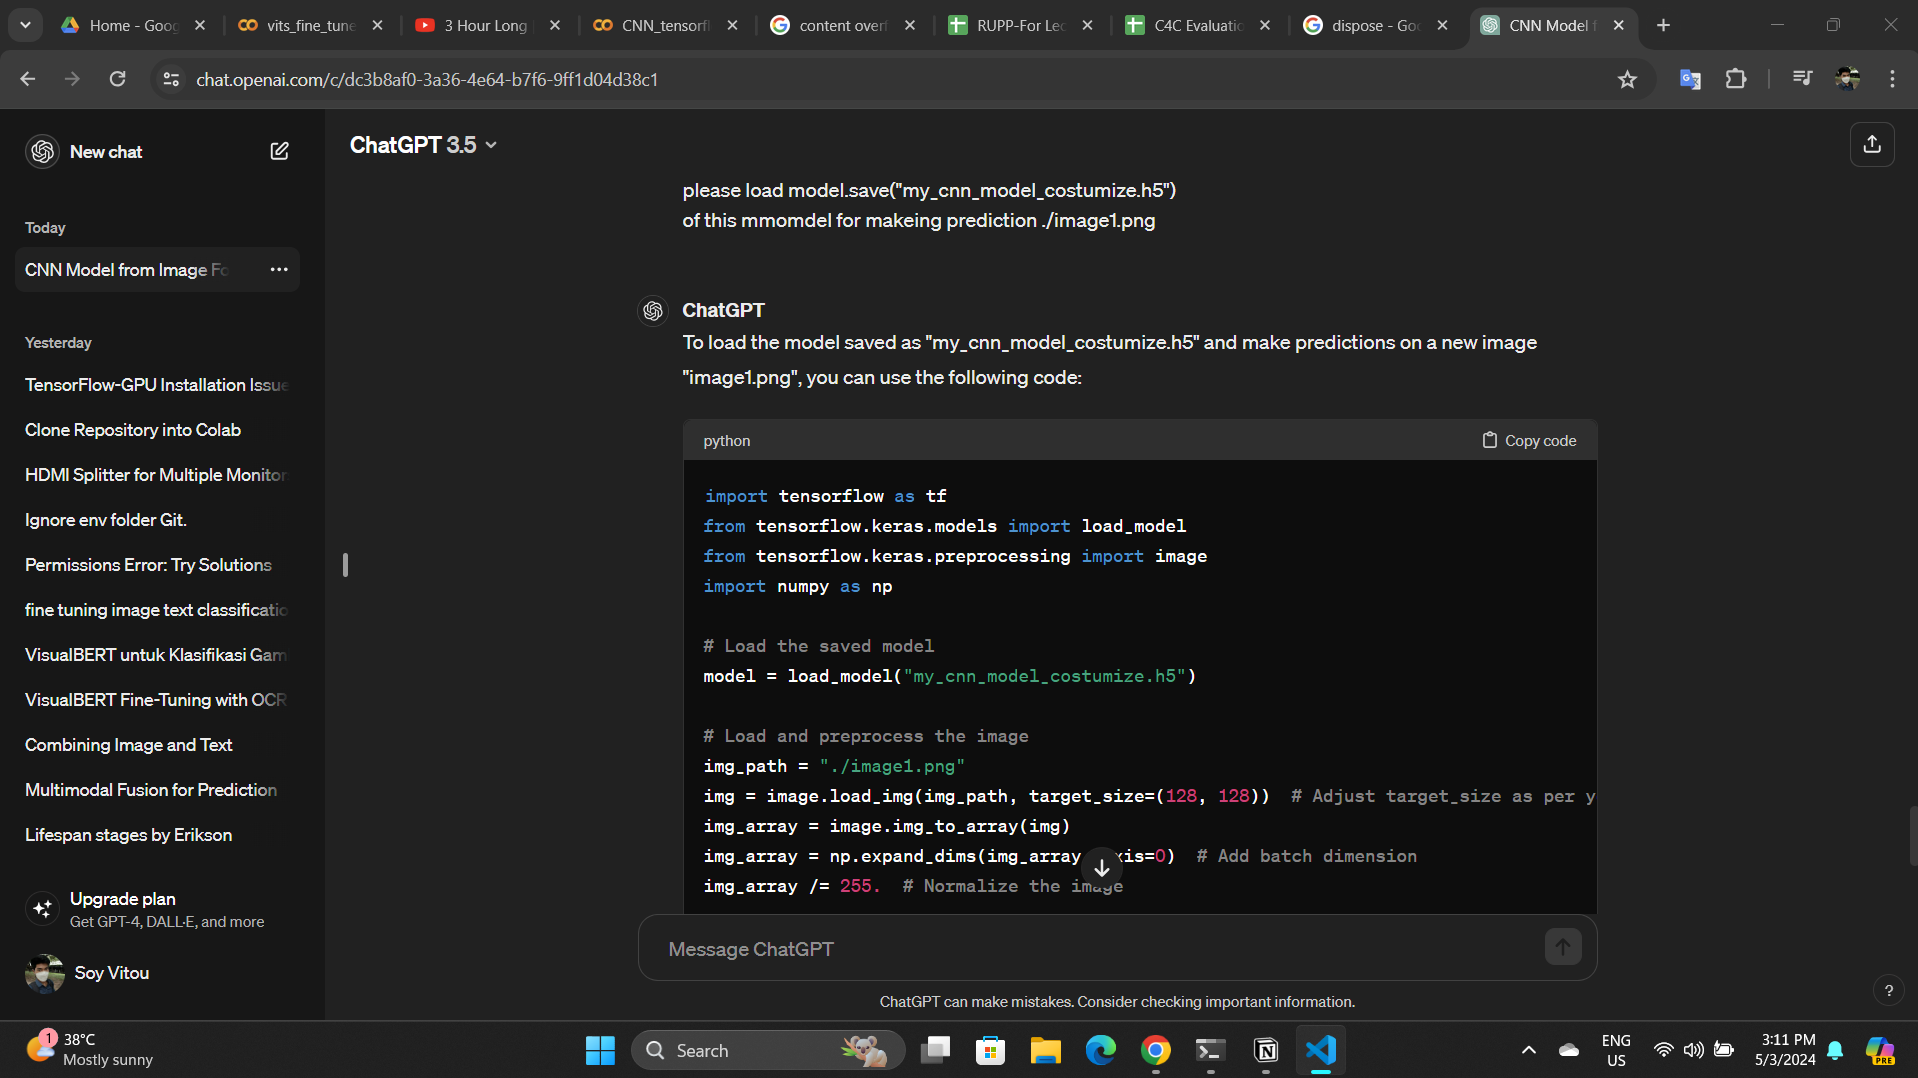 Home - Goog
vits_fine_tune
3 Hour Long
CNN_tensorfl
content overf
RUPP-For Lec
C4C Evaluatio
dispose - Goo
CNN Model f
chat.openai.com/c/dc3b8af0-3a36-4e64-b7f6-9ff1d04d38c1
New chat
Today
CNN Model from Image Fo
Yesterday
TensorFlow-GPU Installation Issue
Clone Repository into Colab
HDMI Splitter for Multiple Monitor
Ignore env folder Git.
Permissions Error: Try Solutions
fine tuning image text classificatio
VisualBERT untuk Klasifikasi Gam
VisualBERT Fine-Tuning with OCR
Combining Image and Text
Multimodal Fusion for Prediction
Lifespan stages by Erikson
Upgrade plan
Get GPT-4, DALL·E, and more
Soy Vitou
ChatGPT 3.5
please load model.save("my_cnn_model_costumize.h5")
of this mmomdel for makeing prediction ./image1.png
ChatGPT
To load the model saved as "my_cnn_model_costumize.h5" and make predictions on a new image
"image1.png", you can use the following code:
python
Copy code
import tensorflow as tf
from tensorflow.keras.models import load_model
from tensorflow.keras.preprocessing import image
import numpy as np
# Load the saved model
model = load_model("my_cnn_model_costumize.h5")
# Load and preprocess the image
img_path = "./image1.png"
img = image.load_img(img_path, target_size=(128, 128))  # Adjust target_size as per y
img_array = image.img_to_array(img)
img_array = np.expand_dims(img_array xis=0)  # Add batch dimension
img_array /= 255.  # Normalize the image
Message ChatGPT
ChatGPT can make mistakes. Consider checking important information.
?
1
38°C
Mostly sunny
Search
PRE
ENG
US
3:11 PM
5/3/2024